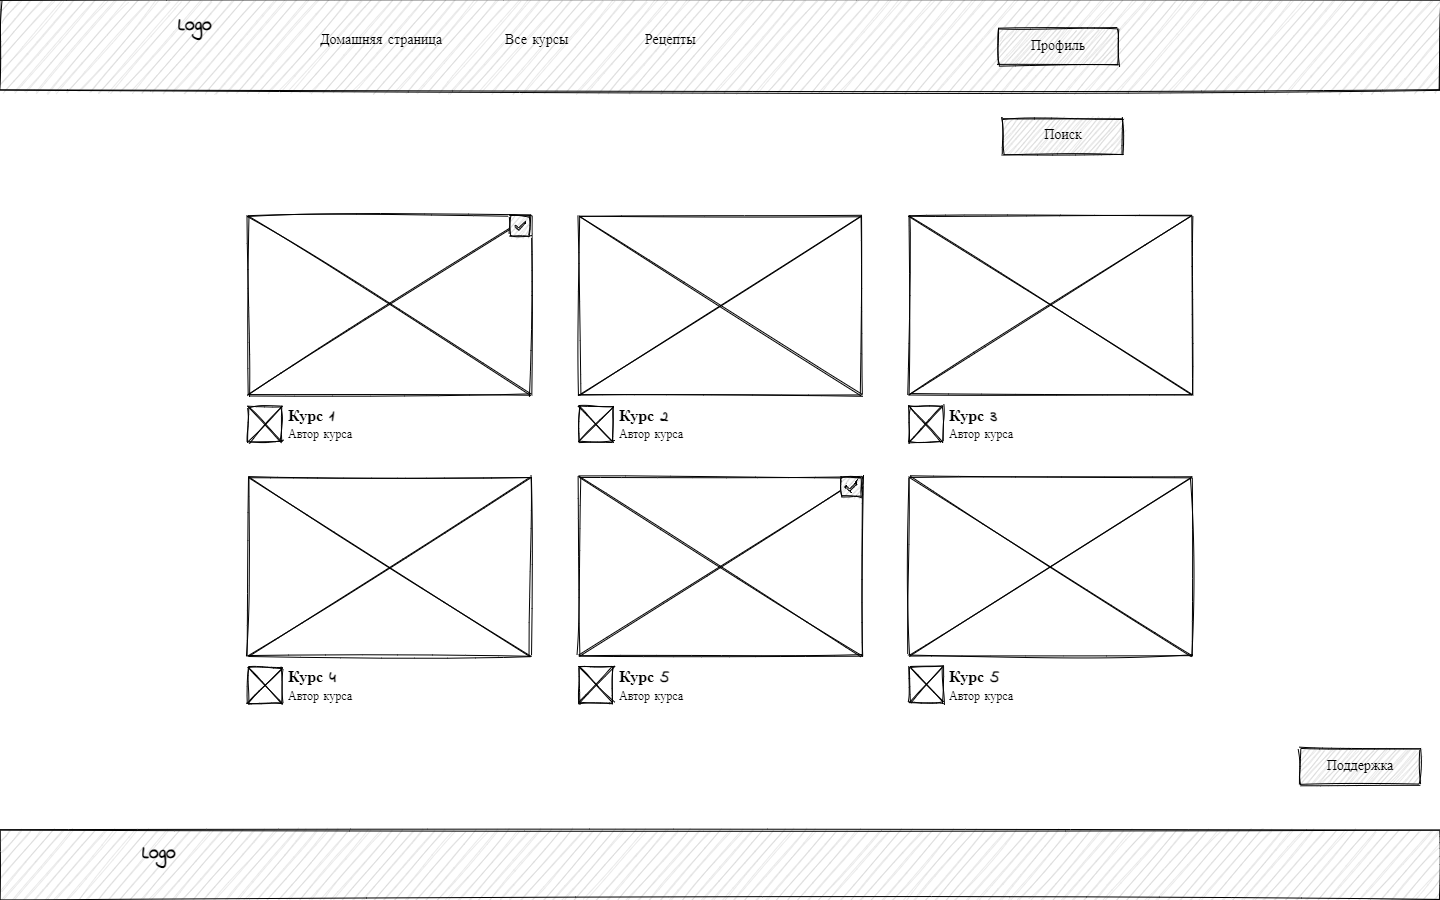 Logo
Домашняя страница
Все курсы
Рецепты
Профиль
Поиск
Курс 1
Автор курса
Курс 2
Автор курса
Курс 3
Автор курса
Курс 4
Автор курса
Курс 5
Автор курса
Курс 5
Автор курса
Поддержка
Logo